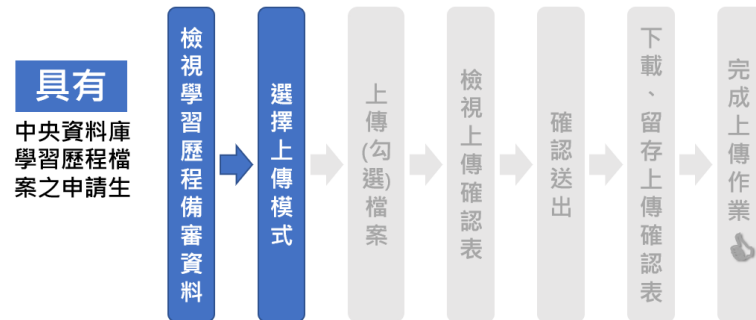 具有
中央資料庫
學習歷程檔
案之申請生
檢視學習歷程備審資料
選擇上傳模式
上傳(勾選)檔案
檢視上傳確認表
確認送出
下載、留存上傳確認表
完成上傳作業